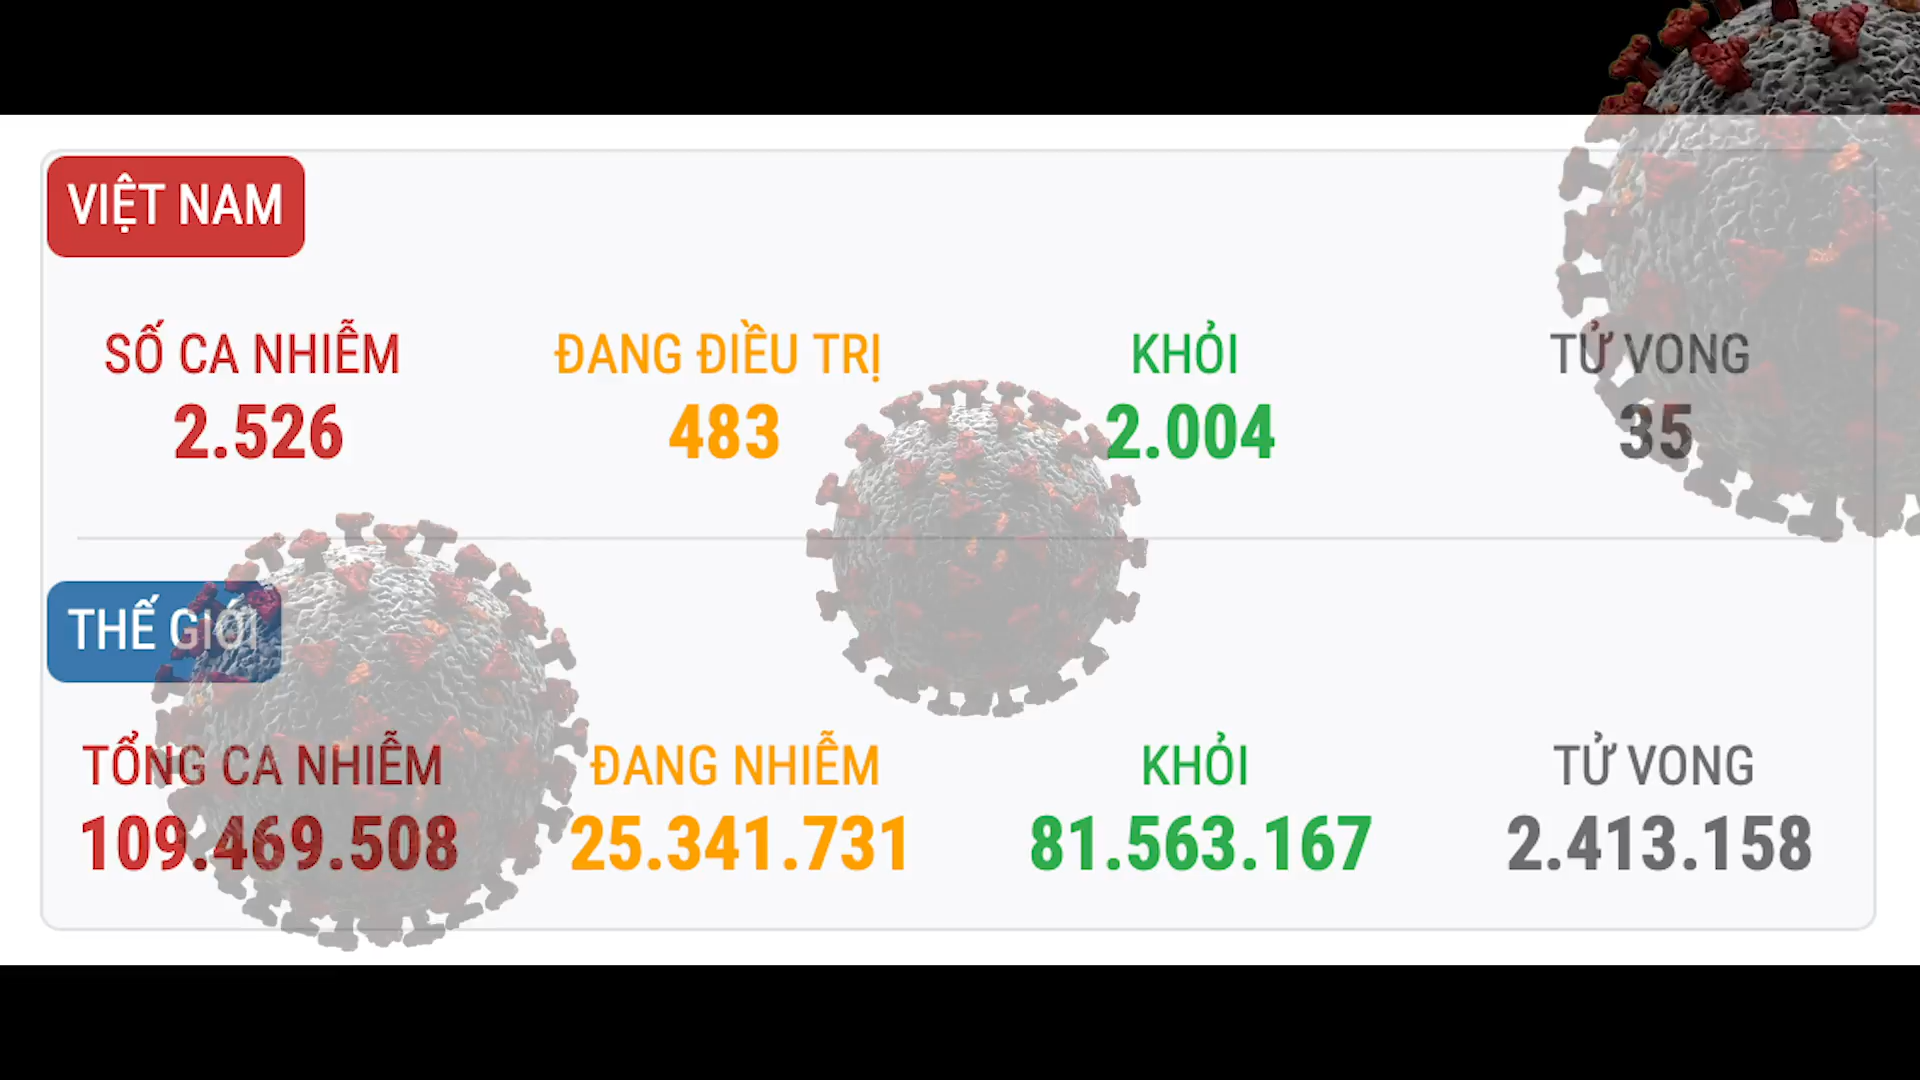 VIỆT NAM
SỐ CA NHIỄM ĐANG ĐIỀU TRỊ KHỎI TỬ VONG
2.526 483 2.004 35
THẾ GIỚI
TỔNG CA NHIỄM ĐANG NHIỄM KHỎI TỬ VONG
109.469.508 25.341.731 81.563.167 2.413.158